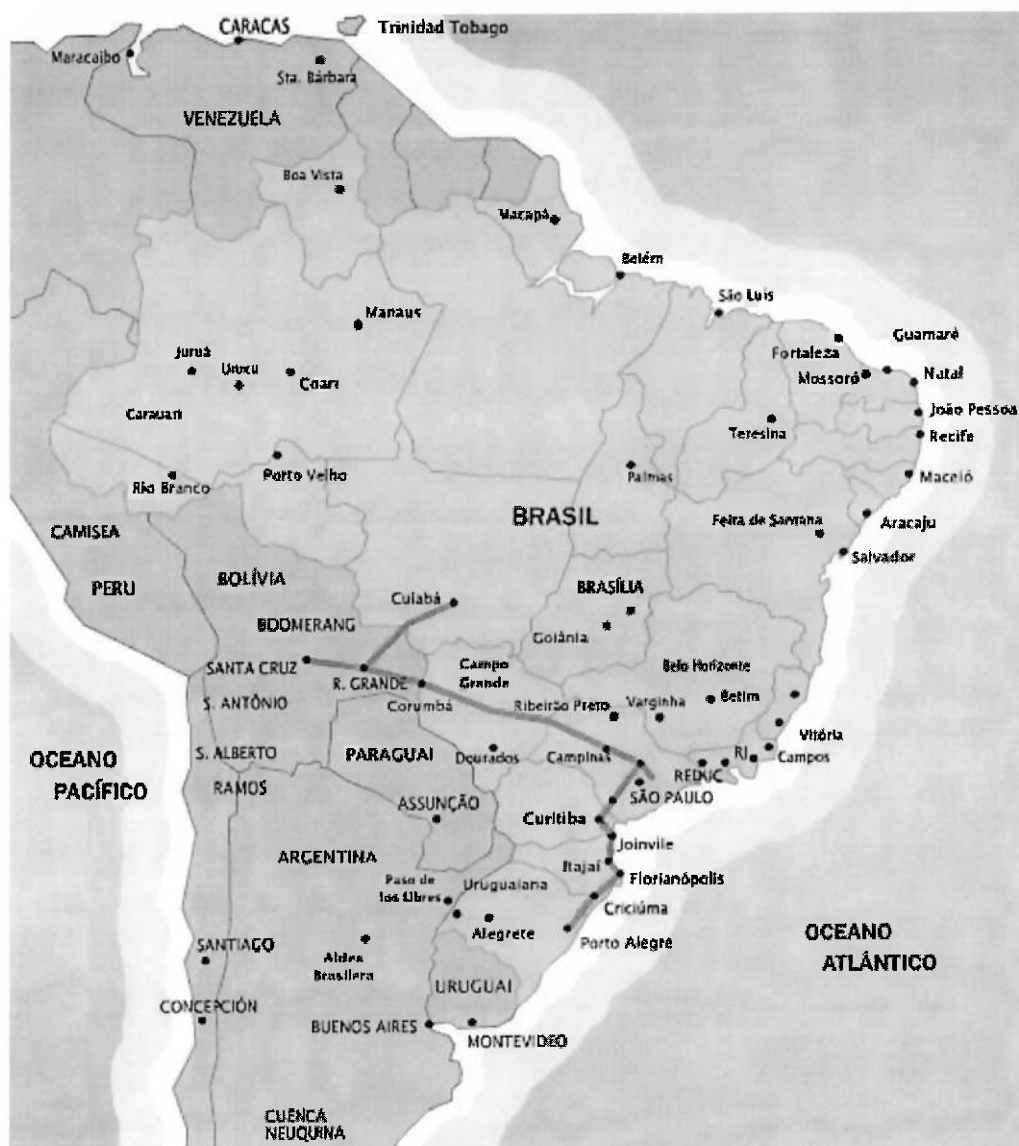 CARACAS
Trinidad Tobago
Maracaibo
Sta. Bárbara
VENEZUELA
Boa Vista
Macapá
Belém
São Luis
Manaus
Guamaré
Fortaleza
Juruá
Urucu
Coari
Mossoró
Natal
Carauari
João Pessoa
Teresina
Recife
Porto Velho
Palmas
Rio Branco
Maceió
BRASIL
Feira de Santana
Aracaju
CAMISEA
Salvador
BOLÍVIA
PERU
BRASÍLIA
Cuiabá
BOOMERANG
Goiânia
SANTA CRUZ
Campo
Grande
Belo Horizonte
R. GRANDE
Betim
S. ANTÔNIO
Corumbá
Ribeirão Preto
Varginha
Vitória
OCEANO
PACÍFICO
S. ALBERTO
PARAGUAI
Dourados
Campinas
RJ
Campos
REDUC
RAMOS
SÃO PAULO
ASSUNÇÃO
Curitiba
Joinvile
ARGENTINA
Itajaí
Paso de
los Libres
Uruguaiana
Florianópolis
Criciúma
Alegrete
OCEANO
ATLÂNTICO
SANTIAGO
Porto Alegre
Aldea
Brasilera
URUGUAI
CONCEPCIÓN
BUENOS AIRES
MONTEVIDEO
CUENCA
NEUQUINA